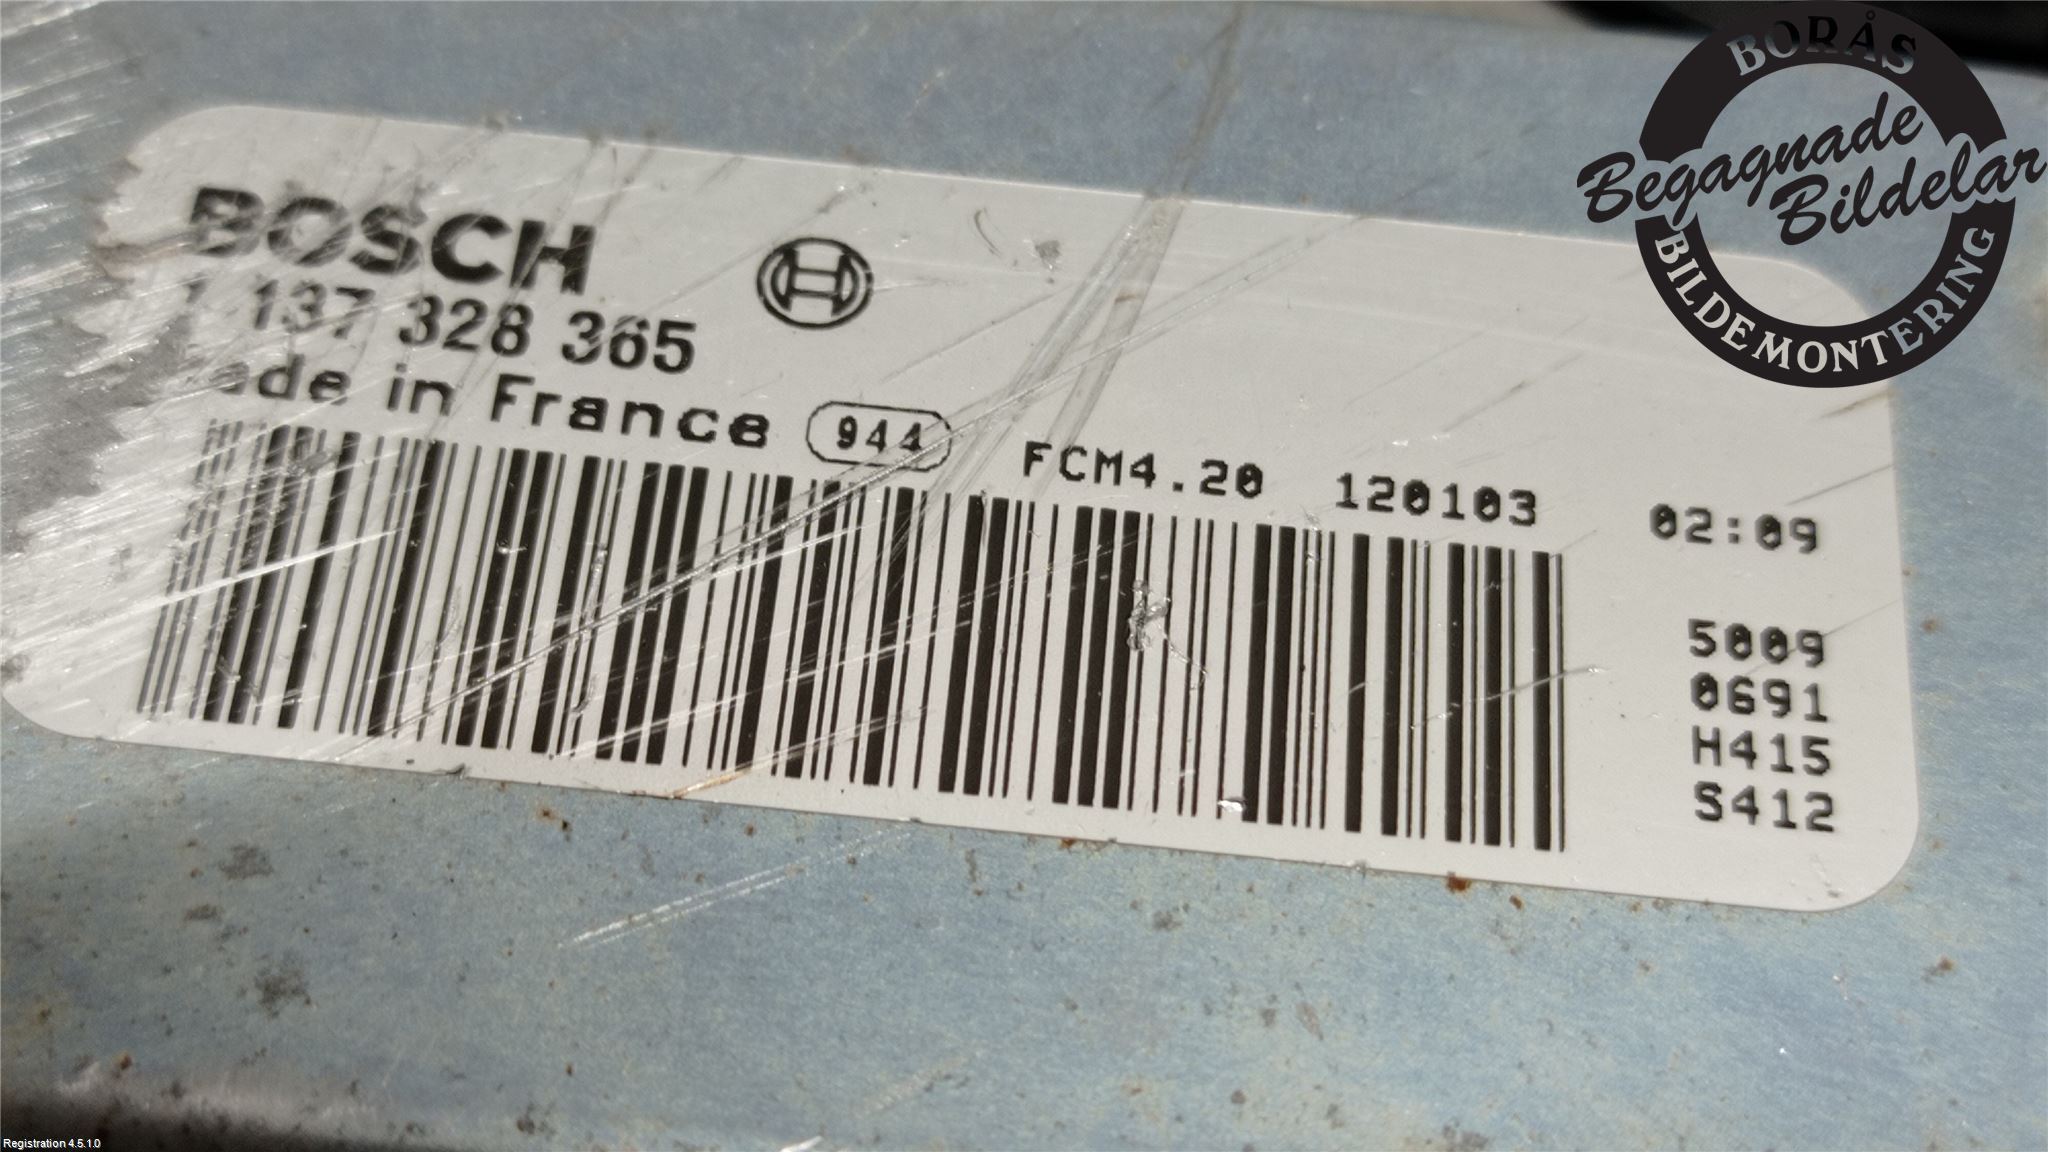 BORÅS
Begagnade
Bildelar
BILDEMONTERING
BOSCH
1 137 328 365
ade in France 944 FCM4.20 120103 02:09
5009
0691
H415
S412
Registration 4.5.1.0